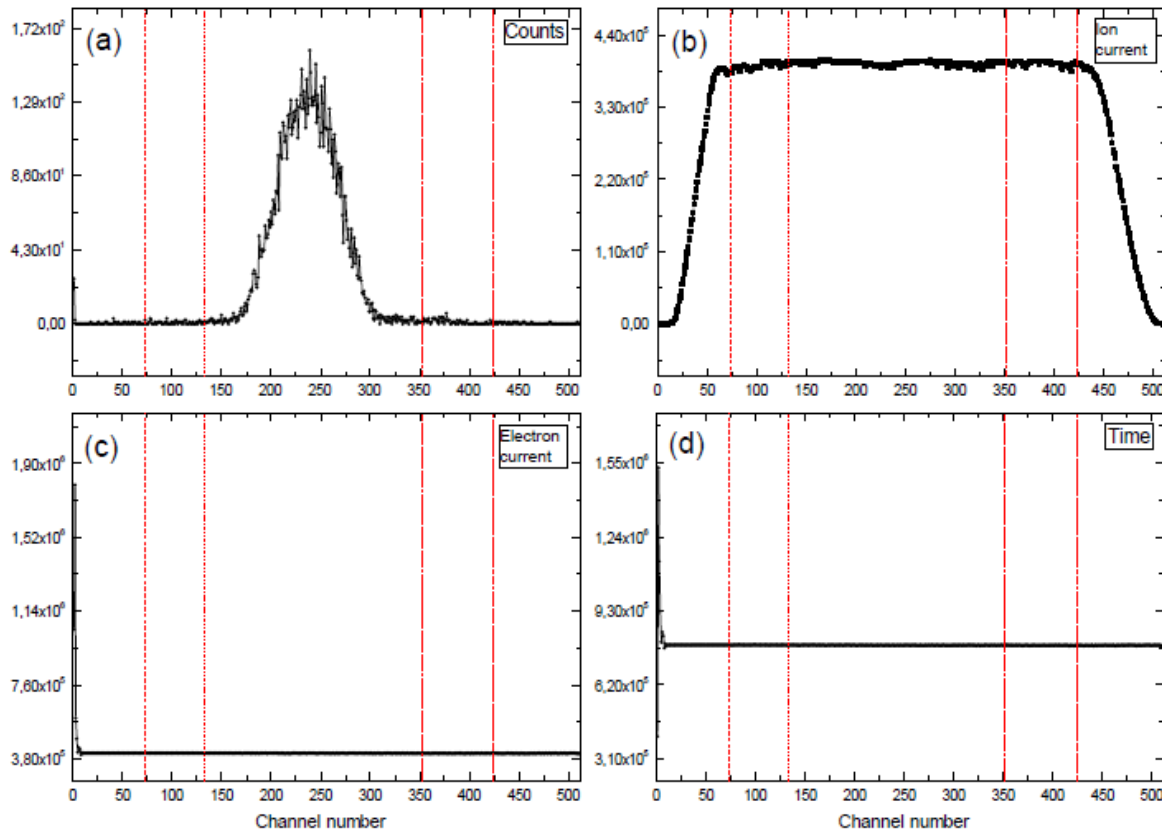 (a)
Counts
1,72x10²
1,29x10²
8,60x10¹
4,30x10¹
0,00
0 50 100 150 200 250 300 350 400 450 500
(b)
Ion
current
4,40x10⁵
3,30x10⁵
2,20x10⁵
1,10x10⁵
0,00
0 50 100 150 200 250 300 350 400 450 500
(c)
Electron
current
1,90x10⁶
1,52x10⁶
1,14x10⁶
7,60x10⁵
3,80x10⁵
0 50 100 150 200 250 300 350 400 450 500
Channel number
(d)
Time
1,55x10⁶
1,24x10⁶
9,30x10⁵
6,20x10⁵
3,10x10⁵
0 50 100 150 200 250 300 350 400 450 500
Channel number